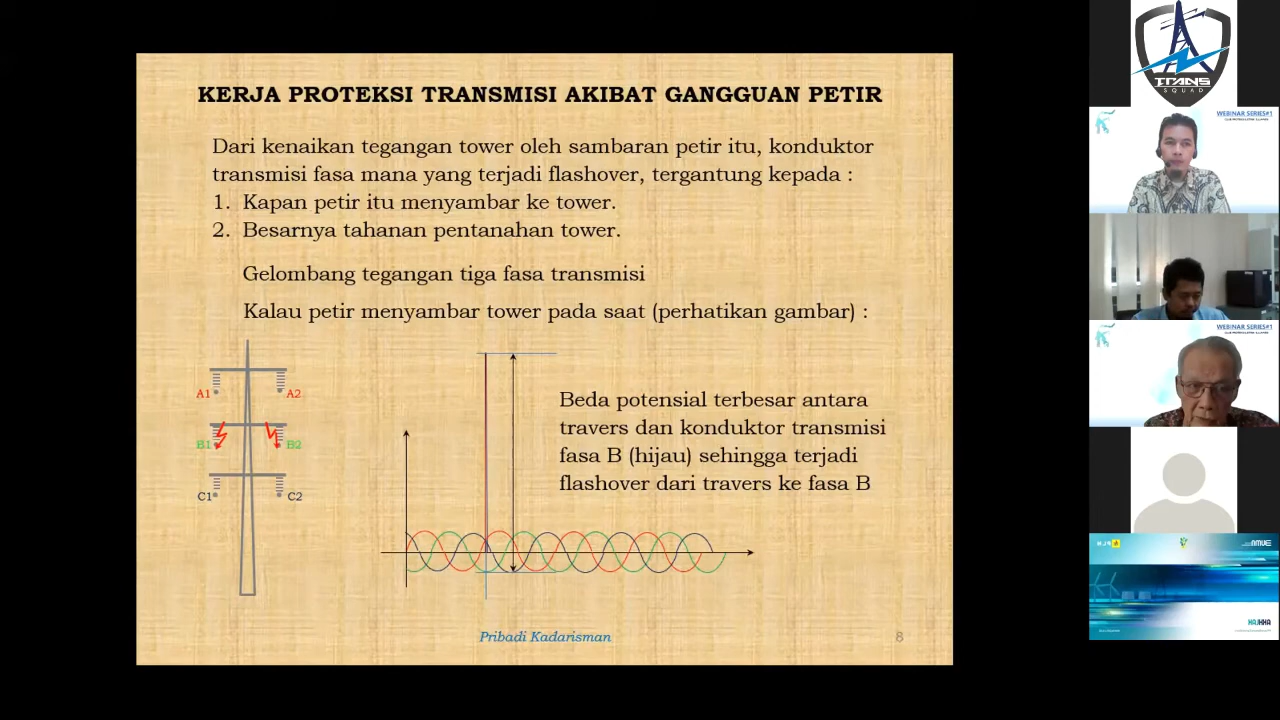 KERJA PROTEKSI TRANSMISI AKIBAT GANGGUAN PETIR
Dari kenaikan tegangan tower oleh sambaran petir itu, konduktor
transmisi fasa mana yang terjadi flashover, tergantung kepada :
1. Kapan petir itu menyambar ke tower.
2. Besarnya tahanan pentanahan tower.
Gelombang tegangan tiga fasa transmisi
Kalau petir menyambar tower pada saat (perhatikan gambar) :
A1
A2
B1
B2
C1
C2
Beda potensial terbesar antara
travers dan konduktor transmisi
fasa B (hijau) sehingga terjadi
flashover dari travers ke fasa B
Pribadi Kadarisman
8
TRANS
SQUAD
WEBINAR SERIES#1
WEBINAR SERIES#1